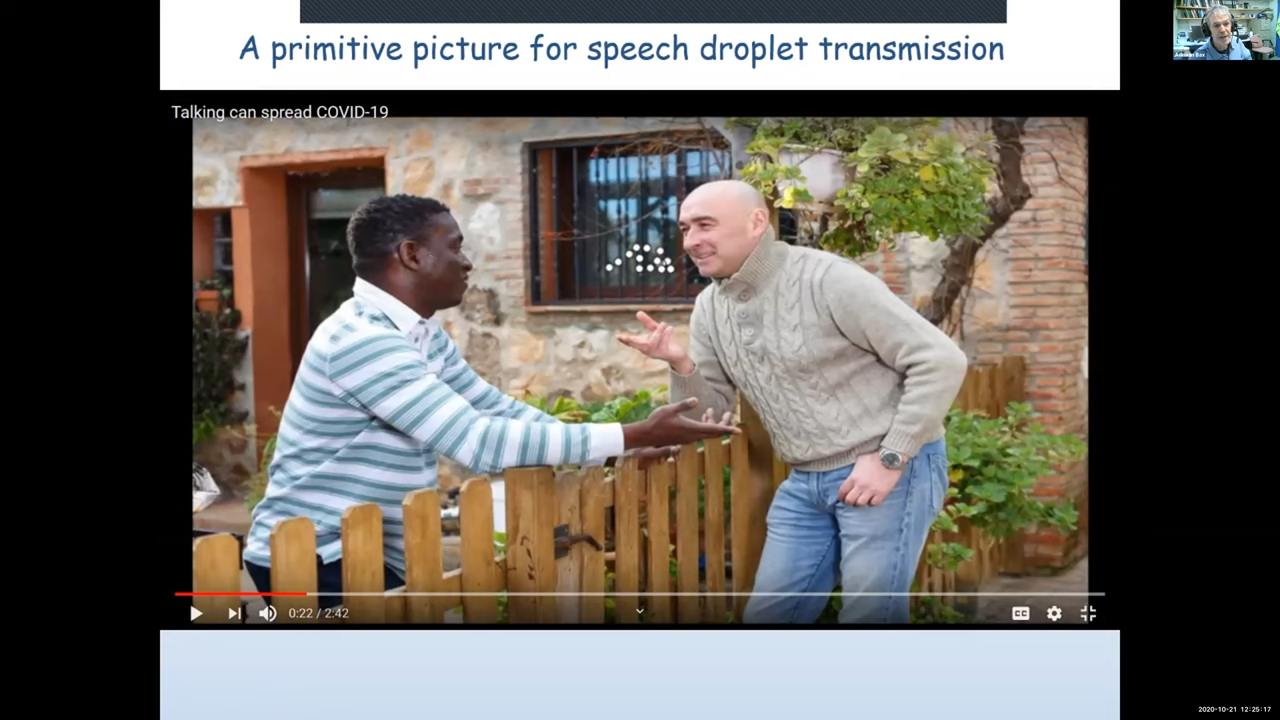 A primitive picture for speech droplet transmission
Talking can spread COVID-19
0:22 / 2:42
CC
2020-10-21 12:25:17